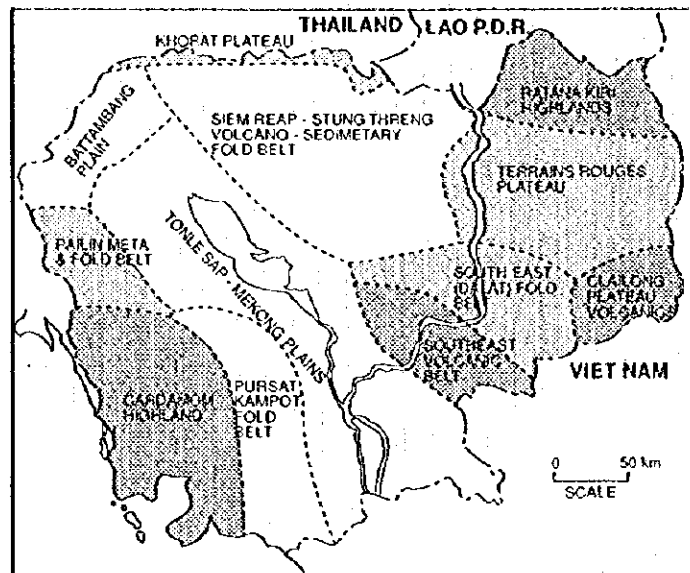 THAILAND
LAO P.D.R.
KHORAT PLATEAU
RATANA KIRI
HIGHLANDS
BATTAMBANG
PLAIN
SIEM REAP - STUNG THRENG
VOLCANO - SEDIMETARY
FOLD BELT
TERRAINS ROUGES
PLATEAU
PAILIN META
& FOLD BELT
TONLE SAP - MEKONG PLAINS
SOUTH EAST
(DALAT) FOLD
BELT
PLATEAU
VOLCANICS
SOUTHEAST
VOLCANIC
BELT
VIET NAM
CARDAMOM
HIGHLAND
PURSAT
KAMPOT
FOLD
BELT
0 50 km
SCALE